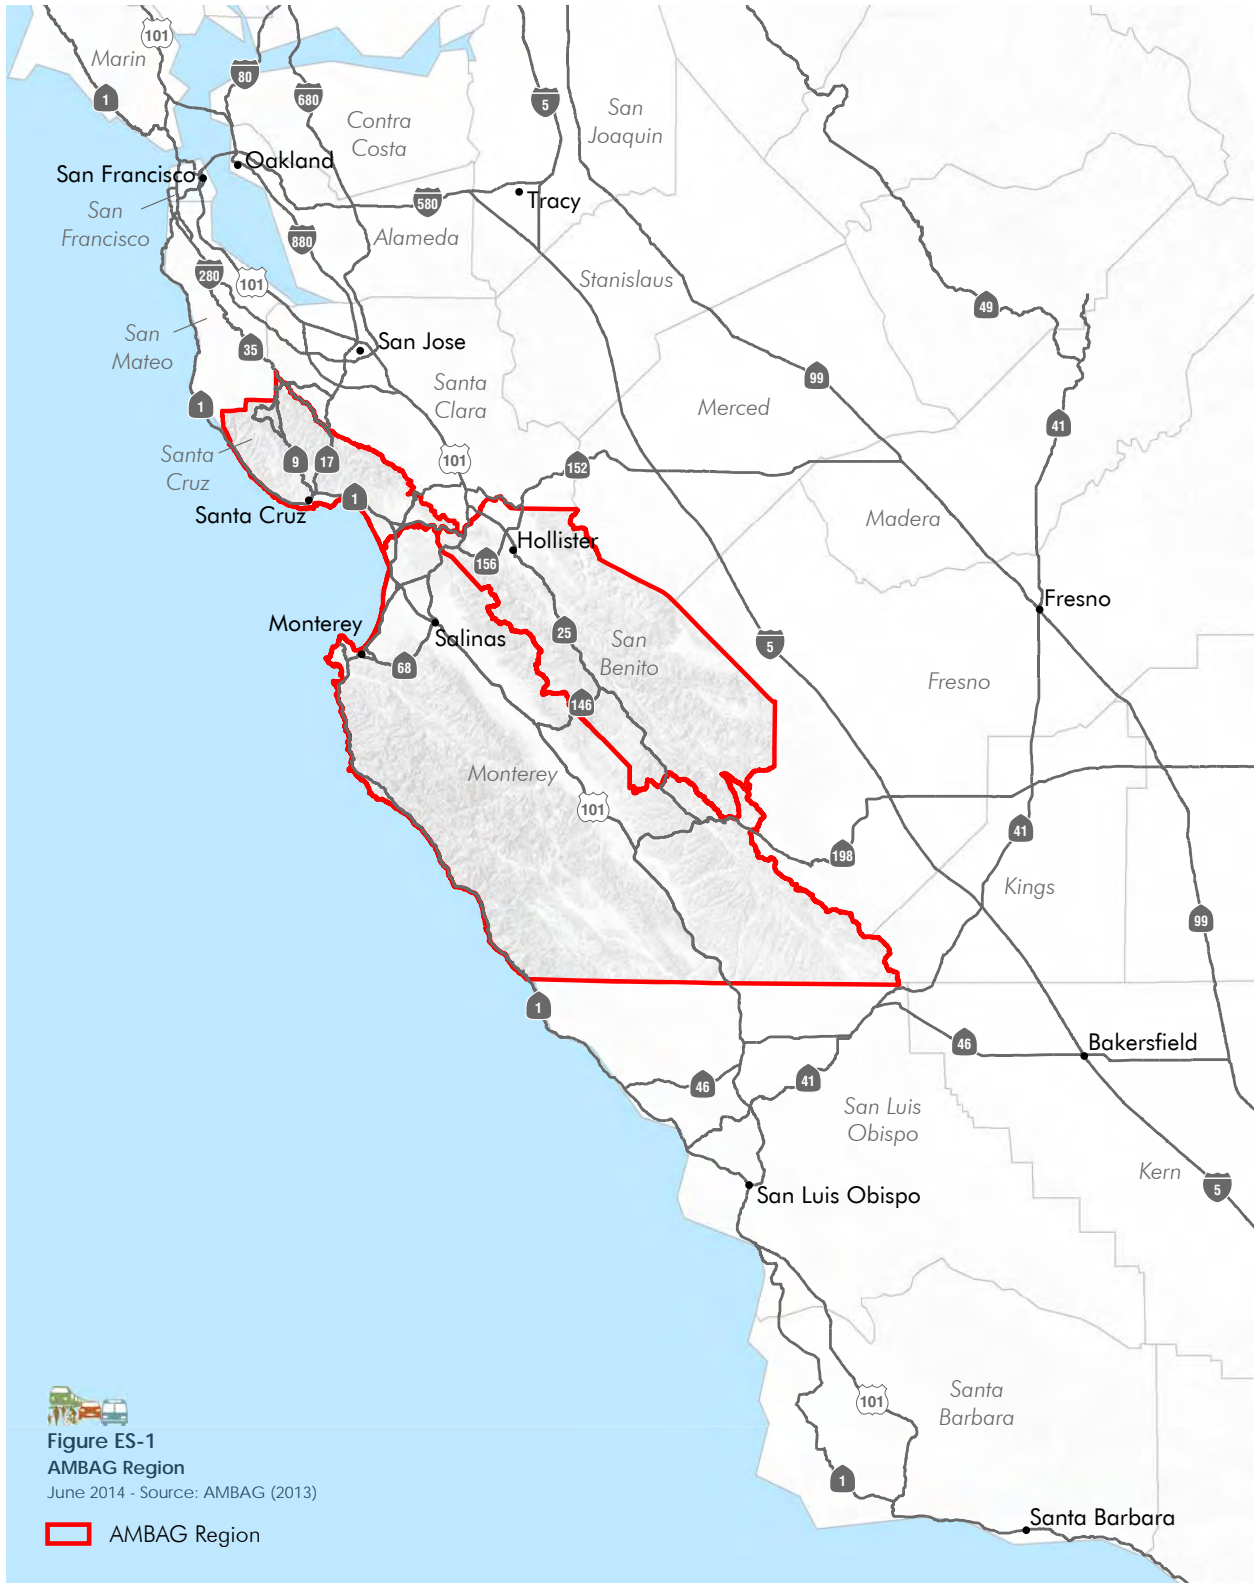 101
Marin
80
1
680
5
San
Joaquin
Contra
Costa
Oakland
San Francisco
580
Tracy
San
Francisco
880
Alameda
280
101
Stanislaus
49
San
Mateo
35
San Jose
99
Santa
Clara
1
Merced
41
Santa
Cruz
9
17
101
152
1
Santa Cruz
Madera
Hollister
156
Fresno
Monterey
Salinas
25
San
Benito
5
68
Fresno
146
Monterey
101
41
198
Kings
99
1
46
Bakersfield
46
41
San Luis
Obispo
Kern
5
San Luis Obispo
Santa
Barbara
101
1
Santa Barbara
Figure ES-1
AMBAG Region
June 2014 - Source: AMBAG (2013)
AMBAG Region